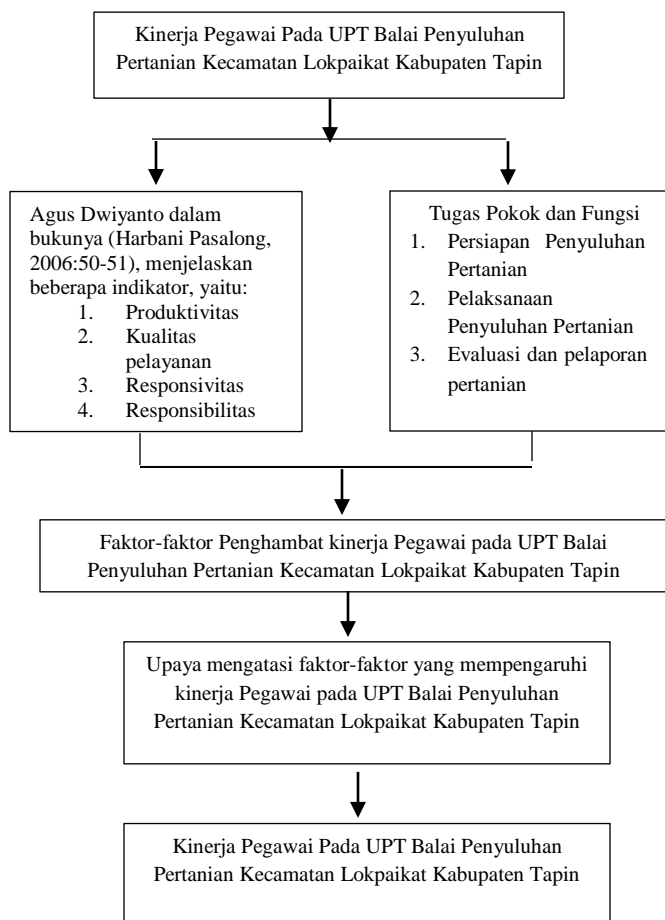 Kinerja Pegawai Pada UPT Balai Penyuluhan
Pertanian Kecamatan Lokpaikat Kabupaten Tapin
Agus Dwiyanto dalam
bukunya (Harbani Pasalong,
2006:50-51), menjelaskan
beberapa indikator, yaitu:
1. Produktivitas
2. Kualitas
pelayanan
3. Responsivitas
4. Responsibilitas
Tugas Pokok dan Fungsi
1. Persiapan Penyuluhan
Pertanian
2. Pelaksanaan
Penyuluhan Pertanian
3. Evaluasi dan pelaporan
pertanian
Faktor-faktor Penghambat kinerja Pegawai pada UPT Balai
Penyuluhan Pertanian Kecamatan Lokpaikat Kabupaten Tapin
Upaya mengatasi faktor-faktor yang mempengaruhi
kinerja Pegawai pada UPT Balai Penyuluhan
Pertanian Kecamatan Lokpaikat Kabupaten Tapin
Kinerja Pegawai Pada UPT Balai Penyuluhan
Pertanian Kecamatan Lokpaikat Kabupaten Tapin